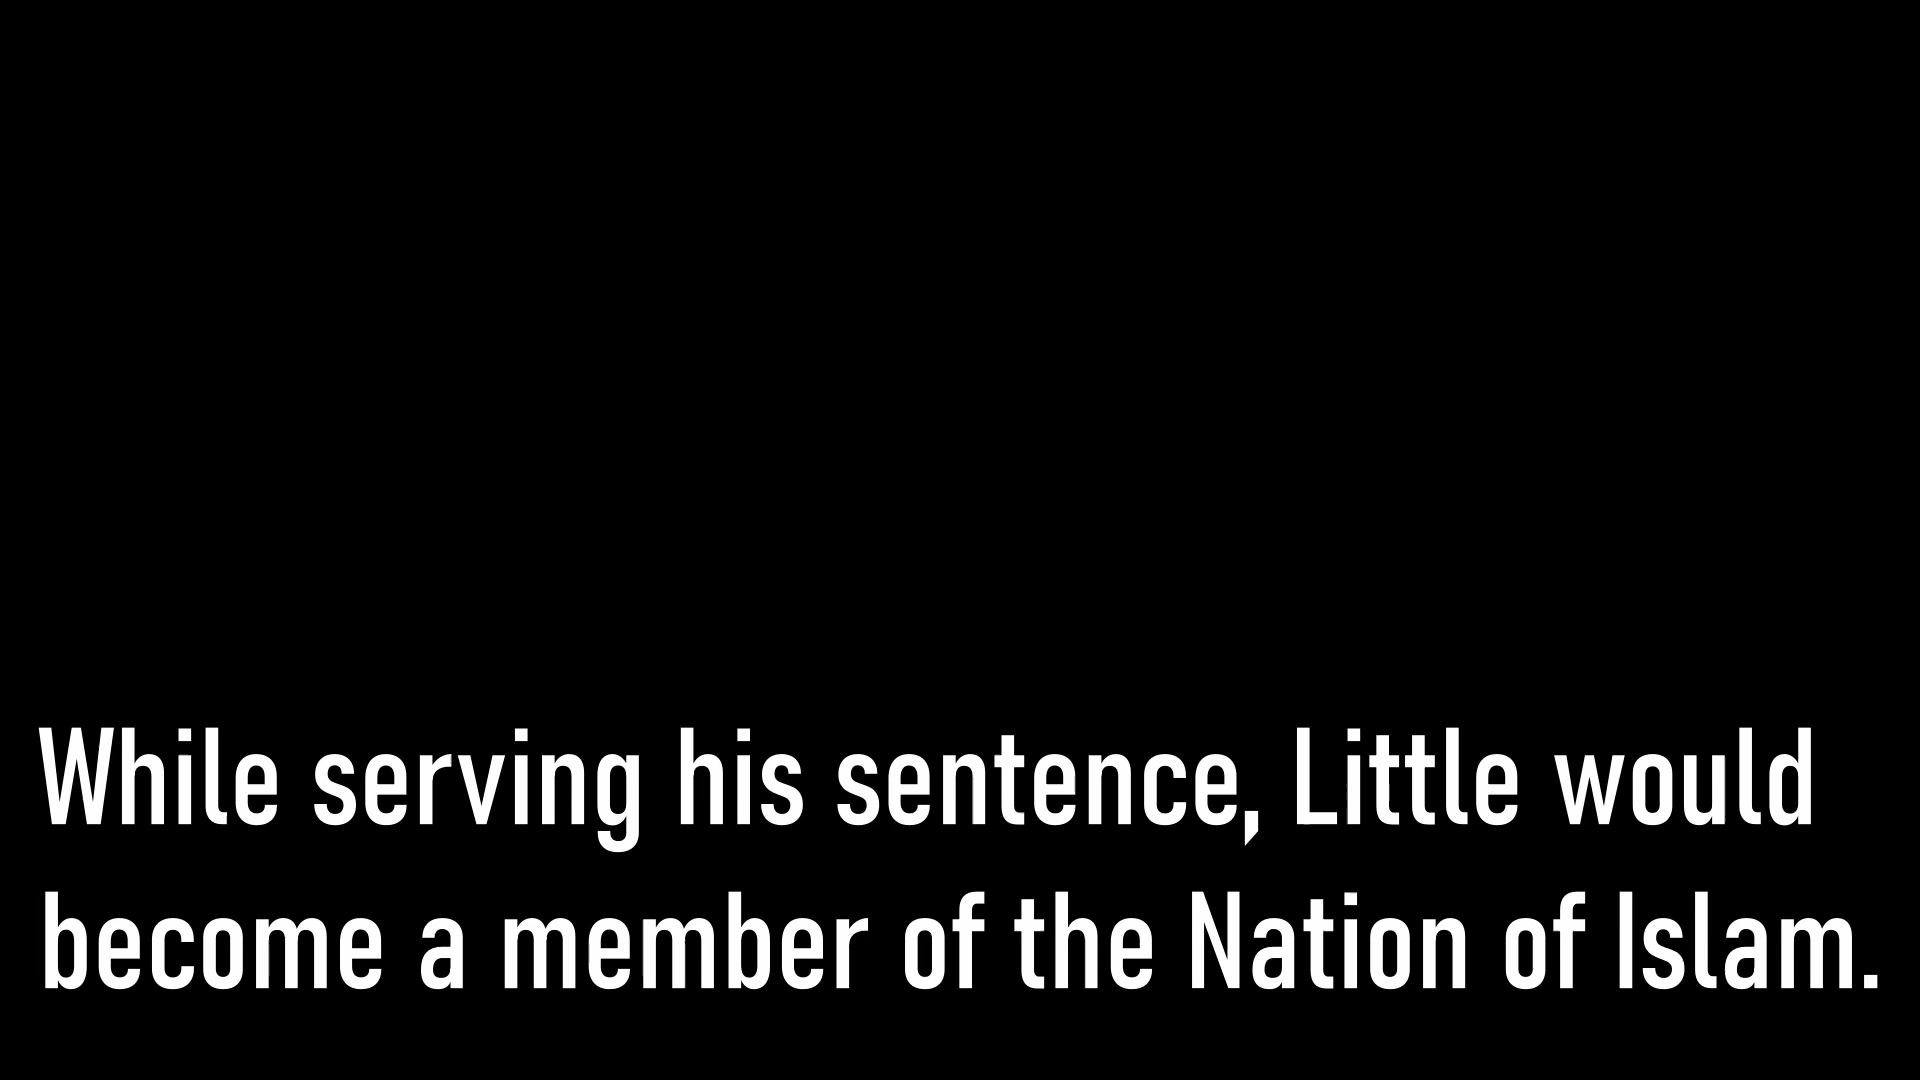 While serving his sentence, Little would
become a member of the Nation of Islam.